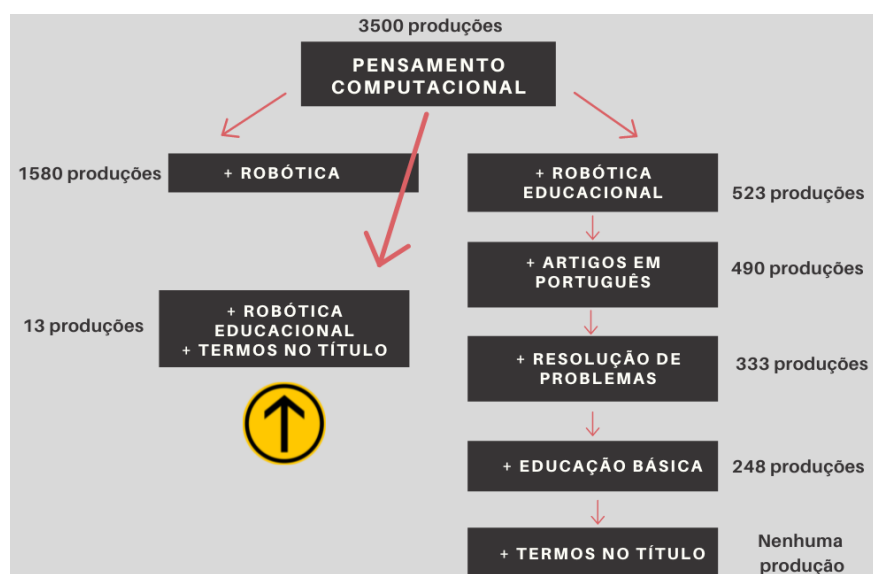 3500 produções
PENSAMENTO
COMPUTACIONAL
1580 produções
+ ROBÓTICA
+ ROBÓTICA
EDUCACIONAL
523 produções
+ ARTIGOS EM
PORTUGUÊS
490 produções
13 produções
+ ROBÓTICA
EDUCACIONAL
+ TERMOS NO TÍTULO
+ RESOLUÇÃO DE
PROBLEMAS
333 produções
+ EDUCAÇÃO BÁSICA
248 produções
+ TERMOS NO TÍTULO
Nenhuma
produção